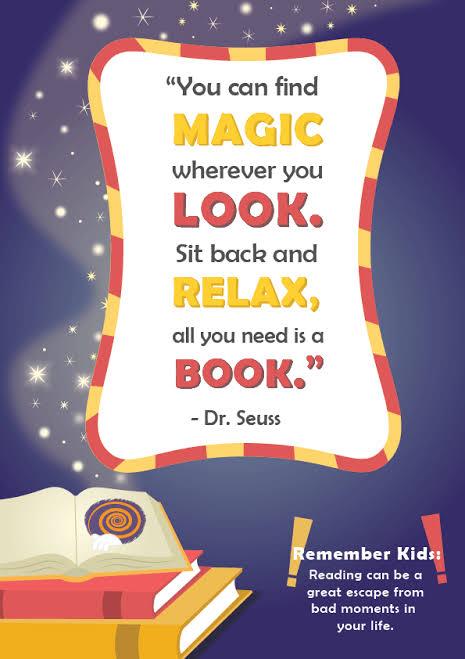 “You can find
MAGIC
wherever you
LOOK.
Sit back and
RELAX,
all you need is a
BOOK.”
- Dr. Seuss
! Remember Kids: !
Reading can be a
great escape from
bad moments in
your life.